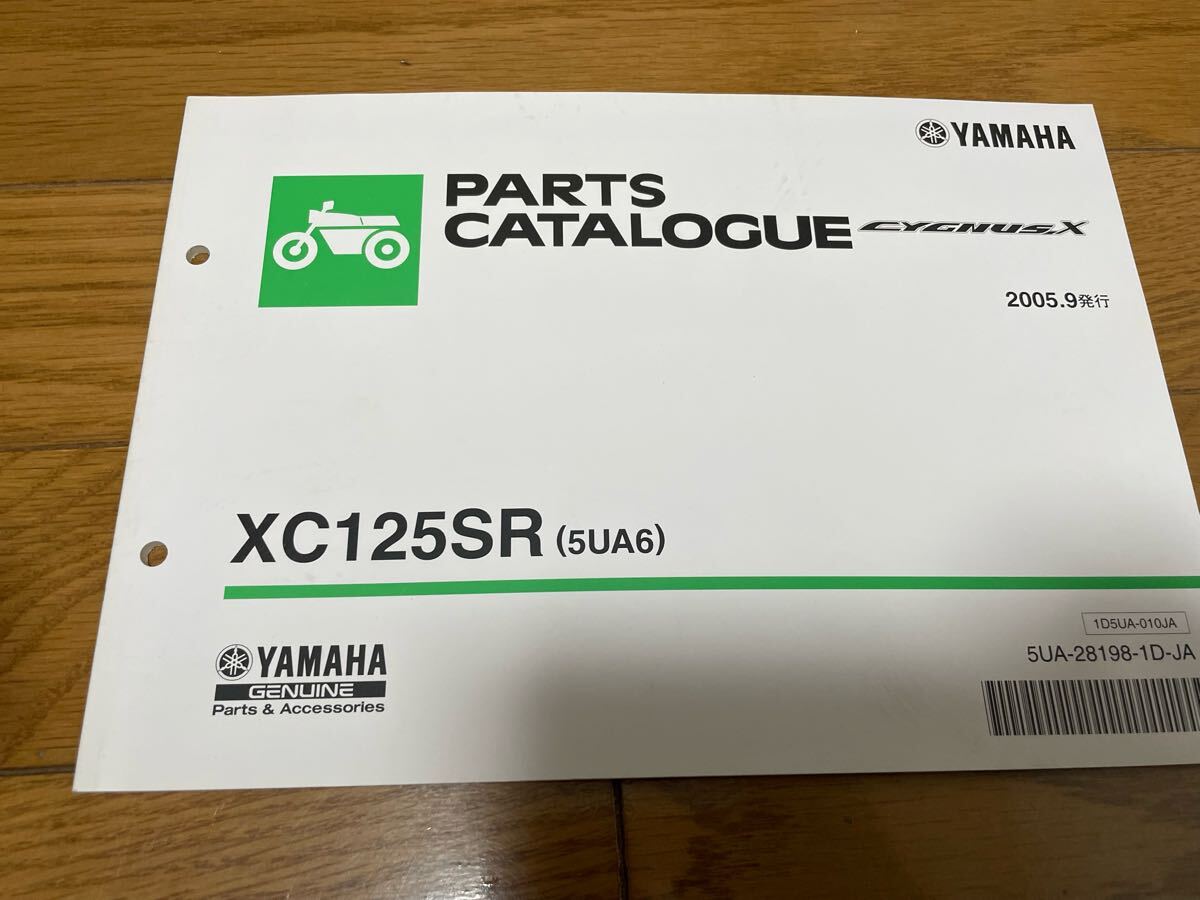 YAMAHA
PARTS
CATALOGUE CYGNUS,X
2005.9発行
XC125SR (5UA6)
1D5UA-010JA
5UA-28198-1D-JA
YAMAHA
GENUINE
Parts & Accessories